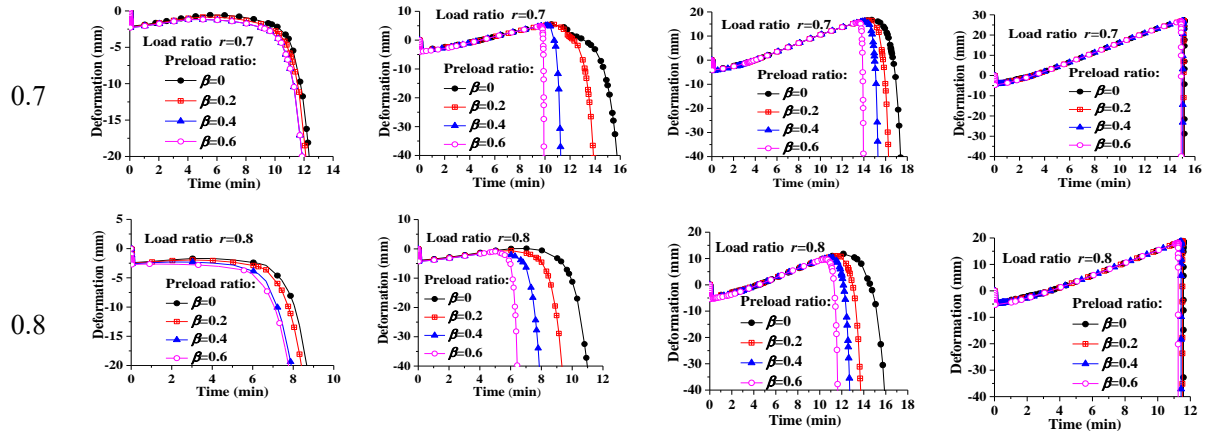 0.7
0
-5
-10
-15
-20
Deformation (mm)
Load ratio r=0.7
Preload ratio:
β=0
β=0.2
β=0.4
β=0.6
0 2 4 6 8 10 12 14
Time (min)
10
0
-10
-20
-30
-40
Deformation (mm)
Load ratio r=0.7
Preload ratio:
β=0
β=0.2
β=0.4
β=0.6
0 2 4 6 8 10 12 14 16
Time (min)
20
10
0
-10
-20
-30
-40
Deformation (mm)
Load ratio r=0.7
Preload ratio:
β=0
β=0.2
β=0.4
β=0.6
0 2 4 6 8 10 12 14 16 18
Time (min)
30
20
10
0
-10
-20
-30
-40
Deformation (mm)
Load ratio r=0.7
Preload ratio:
β=0
β=0.2
β=0.4
β=0.6
0 2 4 6 8 10 12 14 16
Time (min)
0.8
5
0
-5
-10
-15
-20
Deformation (mm)
Load ratio r=0.8
Preload ratio:
β=0
β=0.2
β=0.4
β=0.6
0 2 4 6 8 10
Time (min)
10
5
0
-5
-10
-15
-20
-25
-30
-35
-40
Deformation (mm)
Load ratio r=0.8
Preload ratio:
β=0
β=0.2
β=0.4
β=0.6
0 2 4 6 8 10 12
Time (min)
20
10
0
-10
-20
-30
-40
Deformation (mm)
Load ratio r=0.8
Preload ratio:
β=0
β=0.2
β=0.4
β=0.6
0 2 4 6 8 10 12 14 16 18
Time (min)
20
10
0
-10
-20
-30
-40
Deformation (mm)
Load ratio r=0.8
Preload ratio:
β=0
β=0.2
β=0.4
β=0.6
0 2 4 6 8 10 12
Time (min)